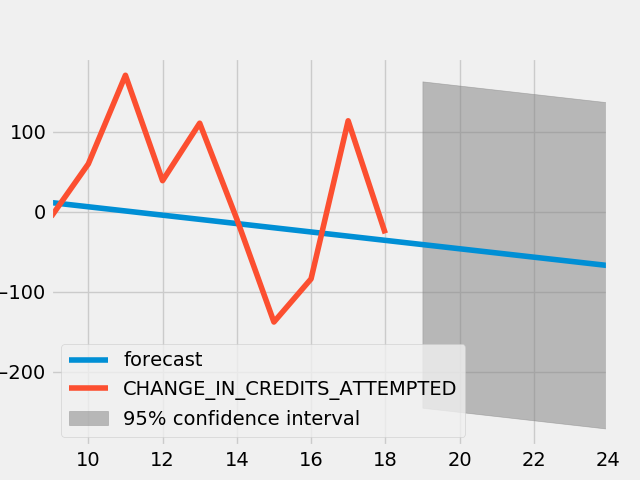 100
0
−100
−200
forecast
CHANGE_IN_CREDITS_ATTEMPTED
95% confidence interval
10 12 14 16 18 20 22 24